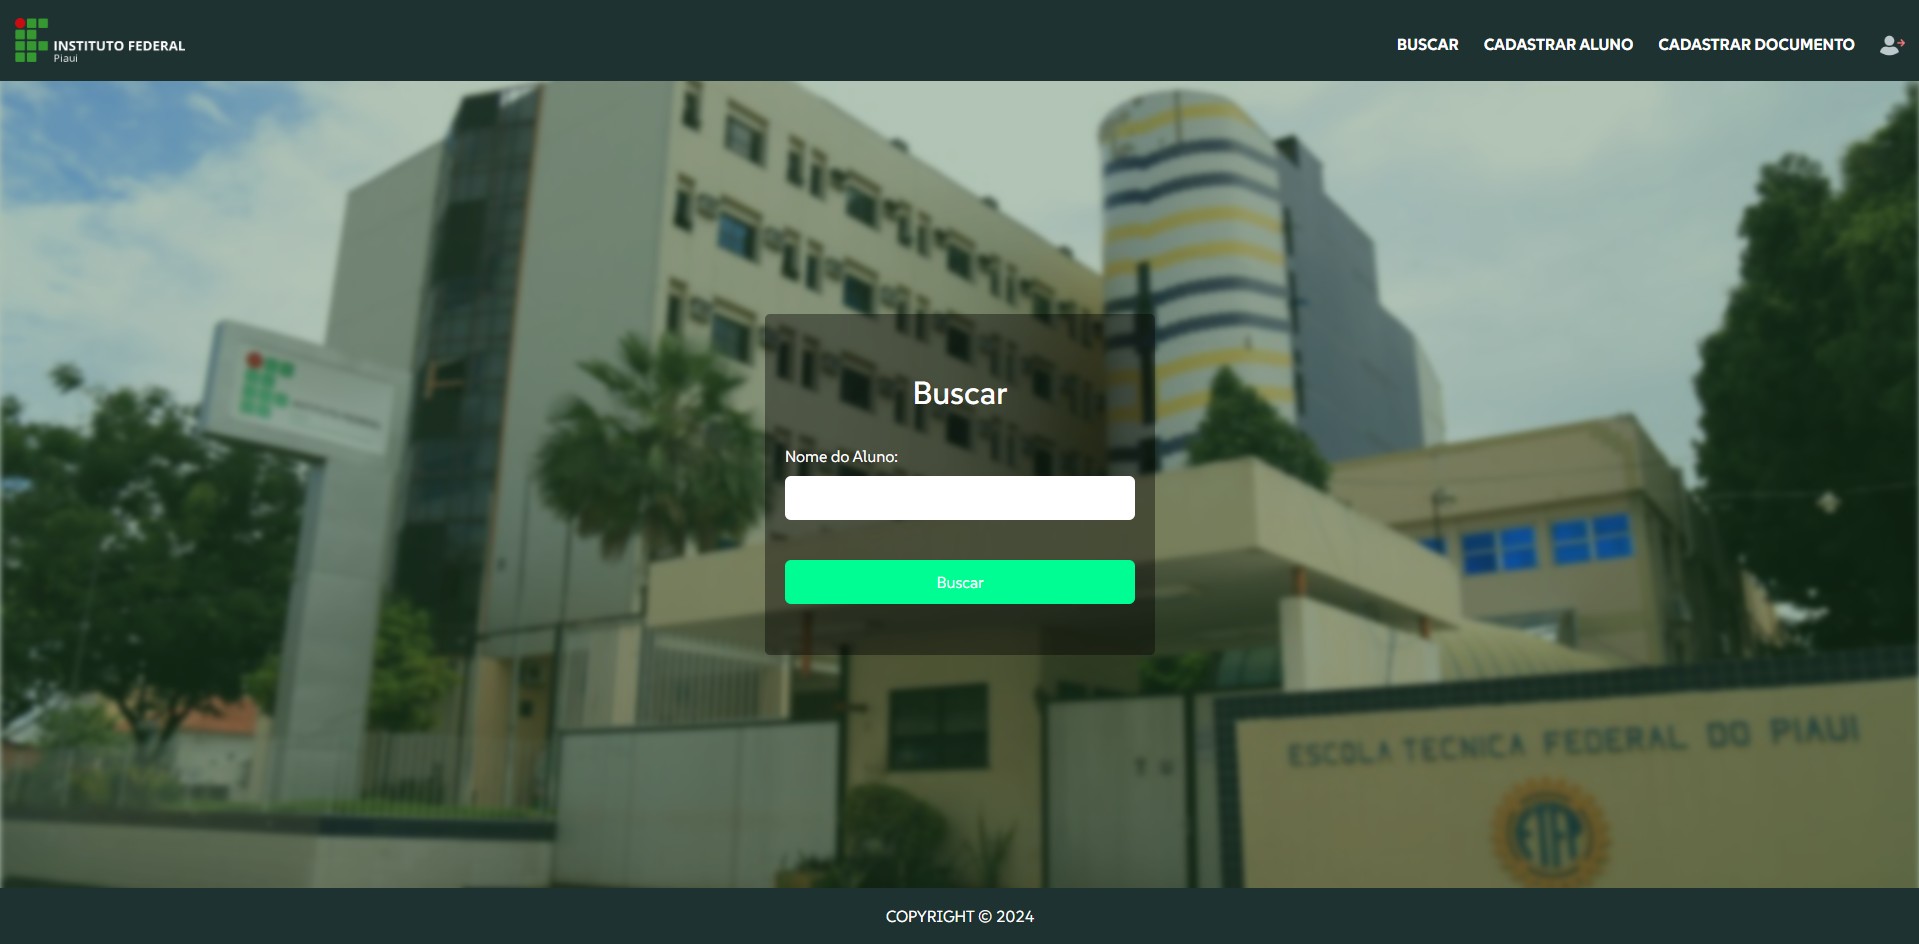 INSTITUTO FEDERAL
Piauí
BUSCAR
CADASTRAR ALUNO
CADASTRAR DOCUMENTO
Buscar
Nome do Aluno:
Buscar
ESCOLA TECNICA FEDERAL DO PIAUI
COPYRIGHT © 2024